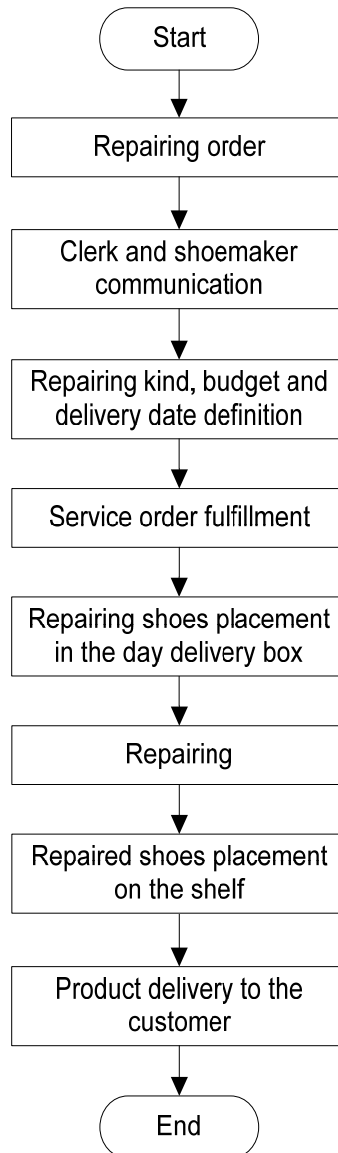 Start
Repairing order
Clerk and shoemaker
communication
Repairing kind, budget and
delivery date definition
Service order fulfillment
Repairing shoes placement
in the day delivery box
Repairing
Repaired shoes placement
on the shelf
Product delivery to the
customer
End